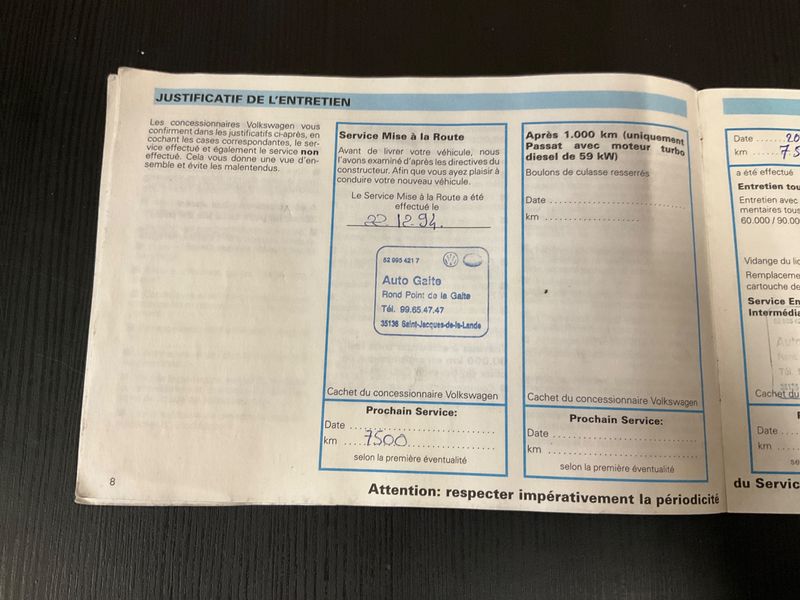 JUSTIFICATIF DE L'ENTRETIEN
Les concessionnaires Volkswagen vous
confirment dans les justificatifs ci-après, en
cochant les cases correspondantes, le ser-
vice effectué et également le service non
effectué. Cela vous donne une vue d'en-
semble et évite les malentendus.
Service Mise à la Route
Avant de livrer votre véhicule, nous
l'avons examiné d'après les directives du
constructeur. Afin que vous ayez plaisir à
conduire votre nouveau véhicule.
Le Service Mise à la Route a été
effectué le
22.12.94.
52 995 421 7
Auto Gaite
Rond Point de la Gaite
Tél. 99.65.47.47
35136 Saint-Jacques-de-la-Lande
Cachet du concessionnaire Volkswagen
Prochain Service:
Date
km 7500
selon la première éventualité
Après 1.000 km (uniquement
Passat avec moteur turbo
diesel de 59 kW)
Boulons de culasse resserrés
Date
km
Cachet du concessionnaire Volkswagen
Prochain Service:
Date
km
selon la première éventualité
8
Attention: respecter impérativement la périodicité
Date 20
km 7.5
a été effectué
Entretien tou
Entretien avec
mentaires tous
60.000 / 90.00
Vidange du li
Remplaceme
cartouche de
Service En
Intermédia
Cachet du
Date
km
se
du Servic